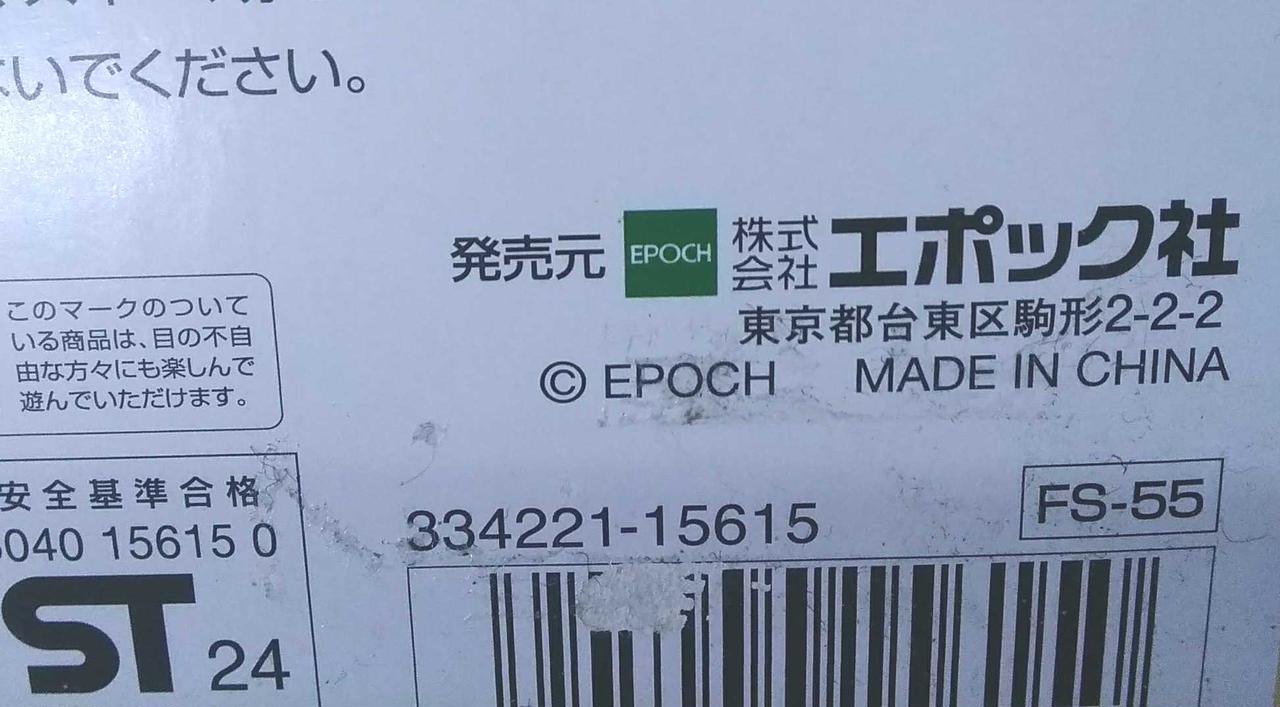 いでください。
発売元 EPOCH 株式会社 エポック社
東京都台東区駒形2-2-2
© EPOCH MADE IN CHINA
このマークのついて
いる商品は、目の不自
由な方々にも楽しんで
遊んでいただけます。
安全基準合格
5040 15615 0
ST 24
334221-15615
FS-55